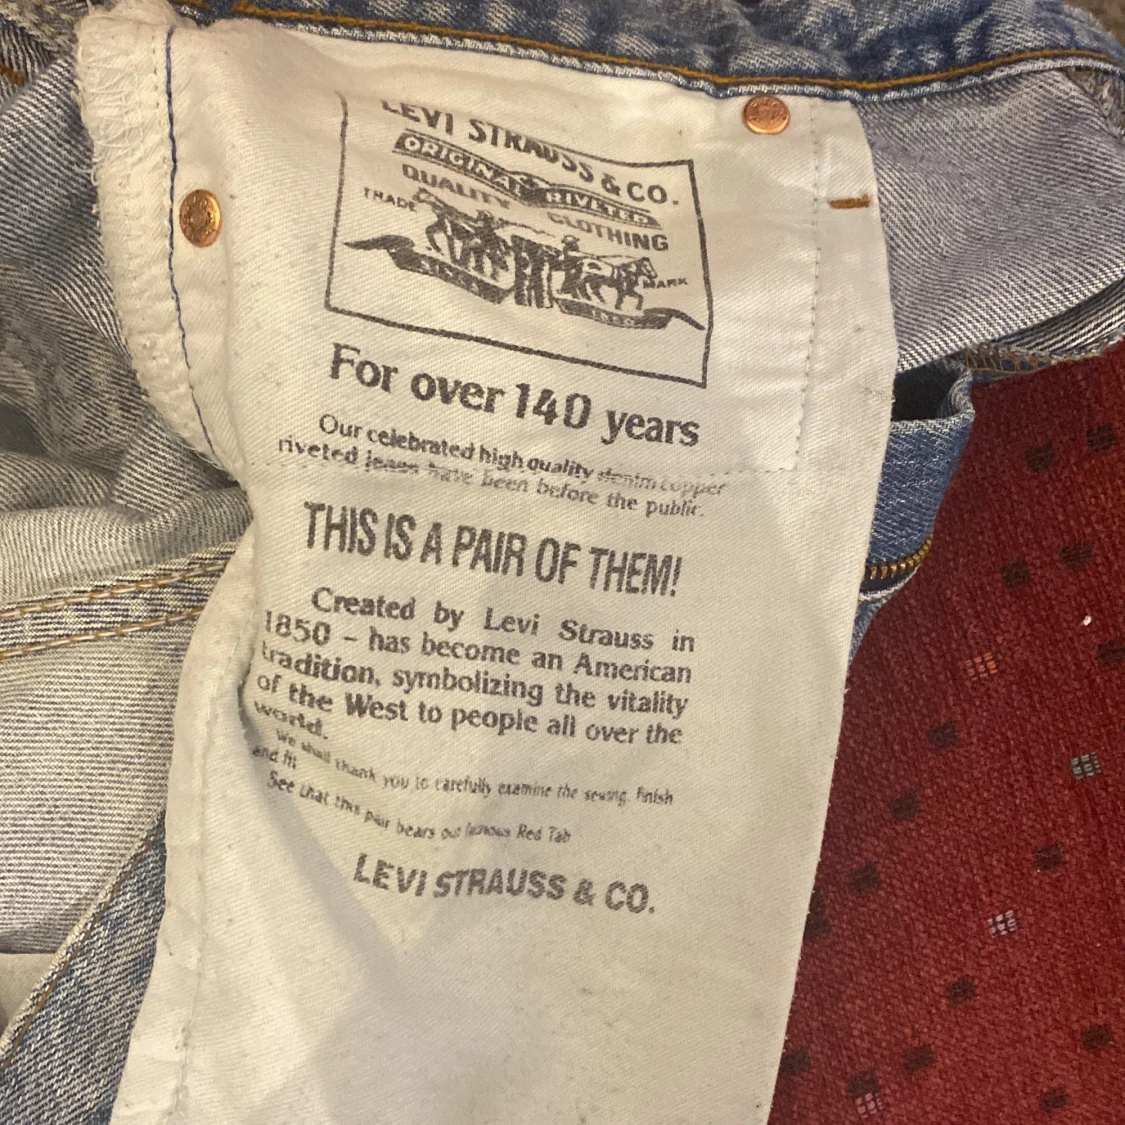 LEVI STRAUSS & CO.
ORIGINAL RIVETED
QUALITY CLOTHING
TRADE MARK
For over 140 years
Our celebrated high quality denim copper
riveted jeans have been before the public.
THIS IS A PAIR OF THEM!
Created by Levi Strauss in
1850 – has become an American
tradition, symbolizing the vitality
of the West to people all over the
world.
We shall thank you to carefully examine the sewing. Finish
and fit
See that this pair bears our famous Red Tab
LEVI STRAUSS & CO.